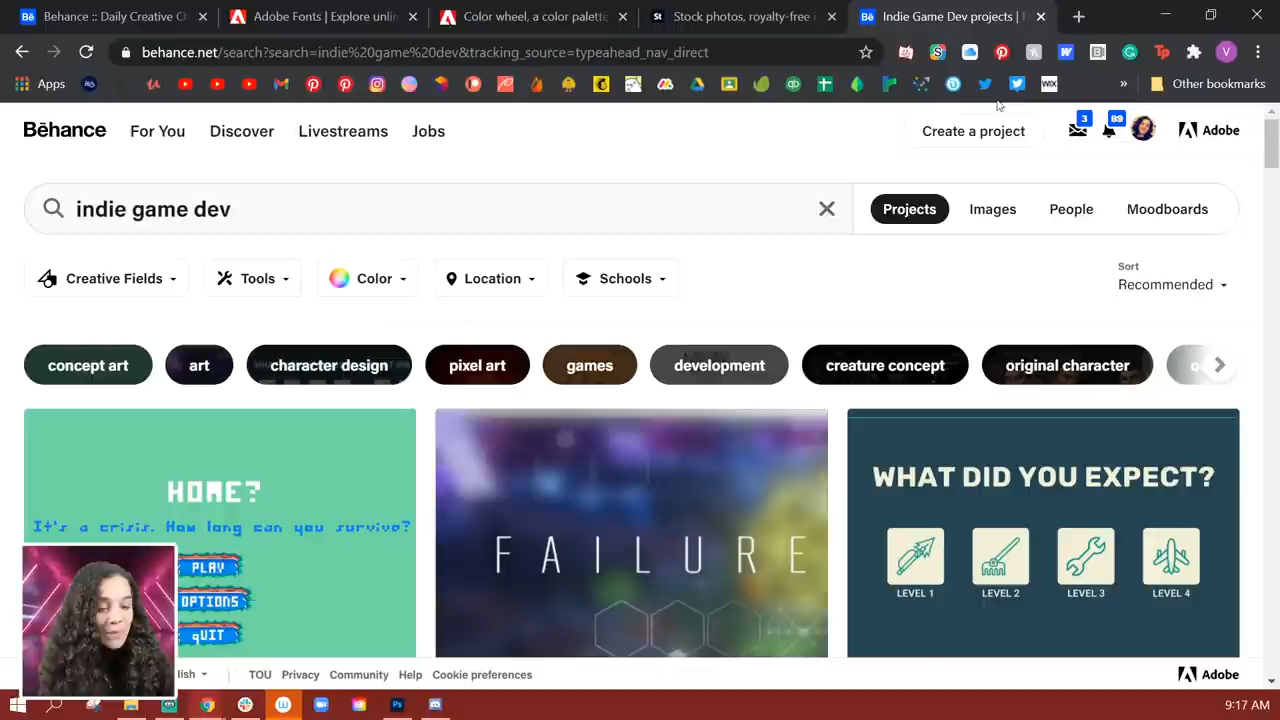 Behance :: Daily Creative Cl
Adobe Fonts | Explore unlin
Color wheel, a color palette
Stock photos, royalty-free i
Indie Game Dev projects |
behance.net/search?search=indie%20game%20dev&tracking_source=typeahead_nav_direct
Apps
Other bookmarks
Bēhance
For You
Discover
Livestreams
Jobs
Create a project
3
89
Adobe
indie game dev
Projects
Images
People
Moodboards
Creative Fields
Tools
Color
Location
Schools
Sort
Recommended
concept art
art
character design
pixel art
games
development
creature concept
original character
HOME?
It's a crisis. How long can you survive?
PLAY
OPTIONS
qUIT
FAILURE
WHAT DID YOU EXPECT?
LEVEL 1
LEVEL 2
LEVEL 3
LEVEL 4
lish
TOU
Privacy
Community
Help
Cookie preferences
Adobe
9:17 AM